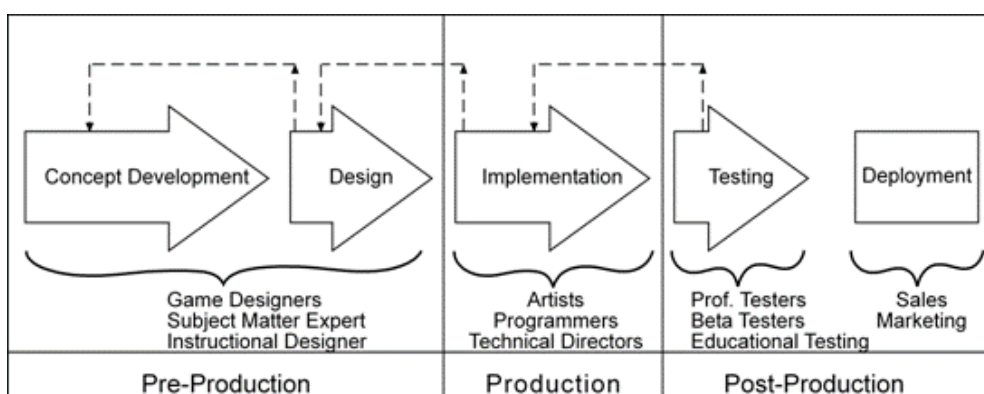 Concept Development
Design
Implementation
Testing
Deployment
Game Designers
Subject Matter Expert
Instructional Designer
Artists
Programmers
Technical Directors
Prof. Testers
Beta Testers
Educational Testing
Sales
Marketing
Pre-Production
Production
Post-Production